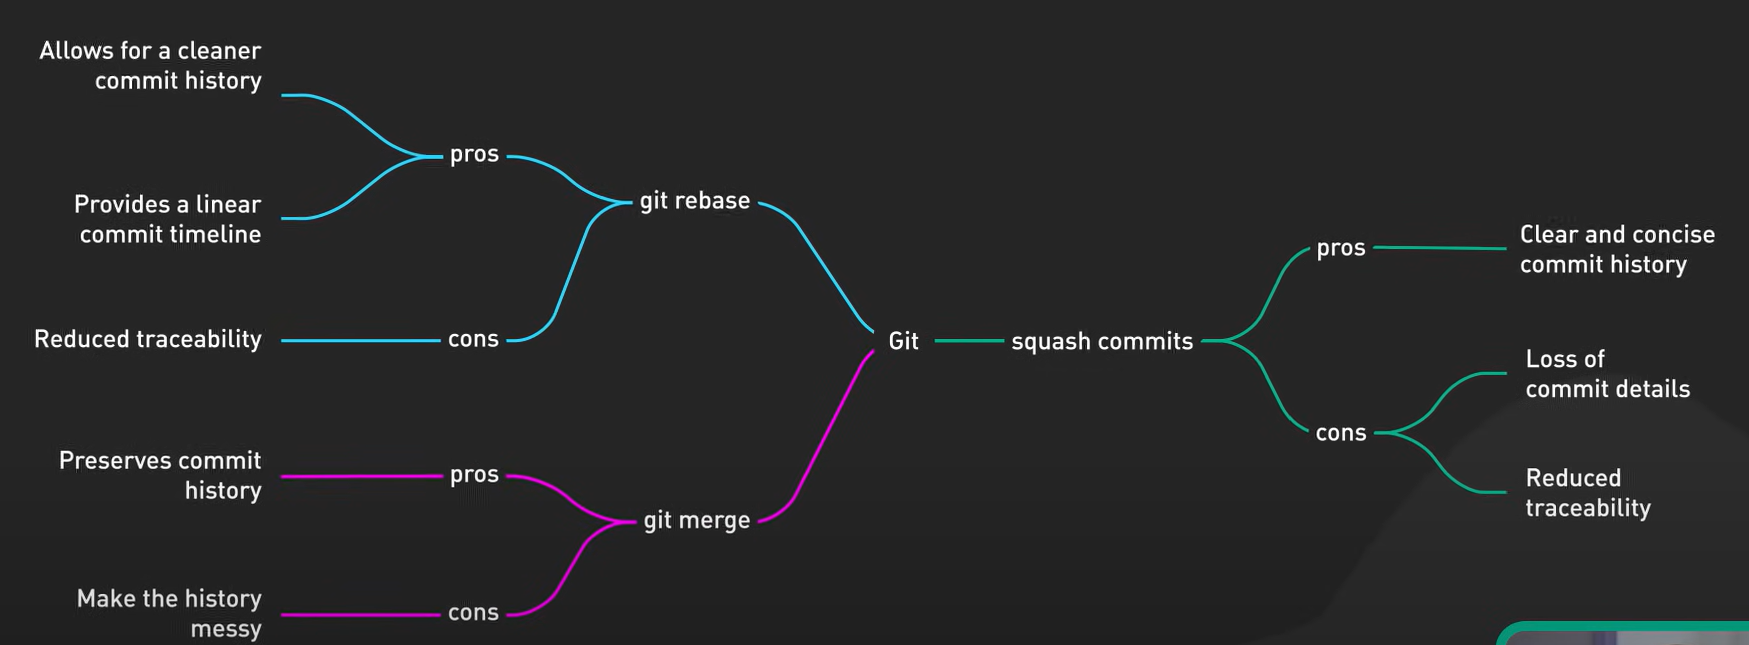 Allows for a cleaner
commit history
pros
Provides a linear
commit timeline
git rebase
Reduced traceability
cons
Git
squash commits
pros
Clear and concise
commit history
cons
Loss of
commit details
Reduced
traceability
Preserves commit
history
pros
git merge
Make the history
messy
cons